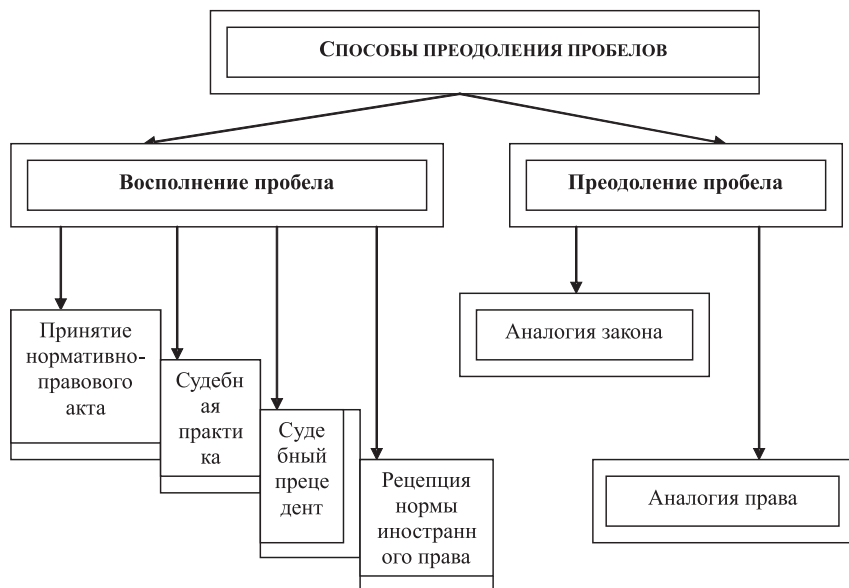 СПОСОБЫ ПРЕОДОЛЕНИЯ ПРОБЕЛОВ
Восполнение пробела
Преодоление пробела
Принятие
нормативно-
правового
акта
Судебн
ая
практи
ка
Суде
бный
преце
дент
Рецепция
нормы
иностранн
ого права
Аналогия закона
Аналогия права